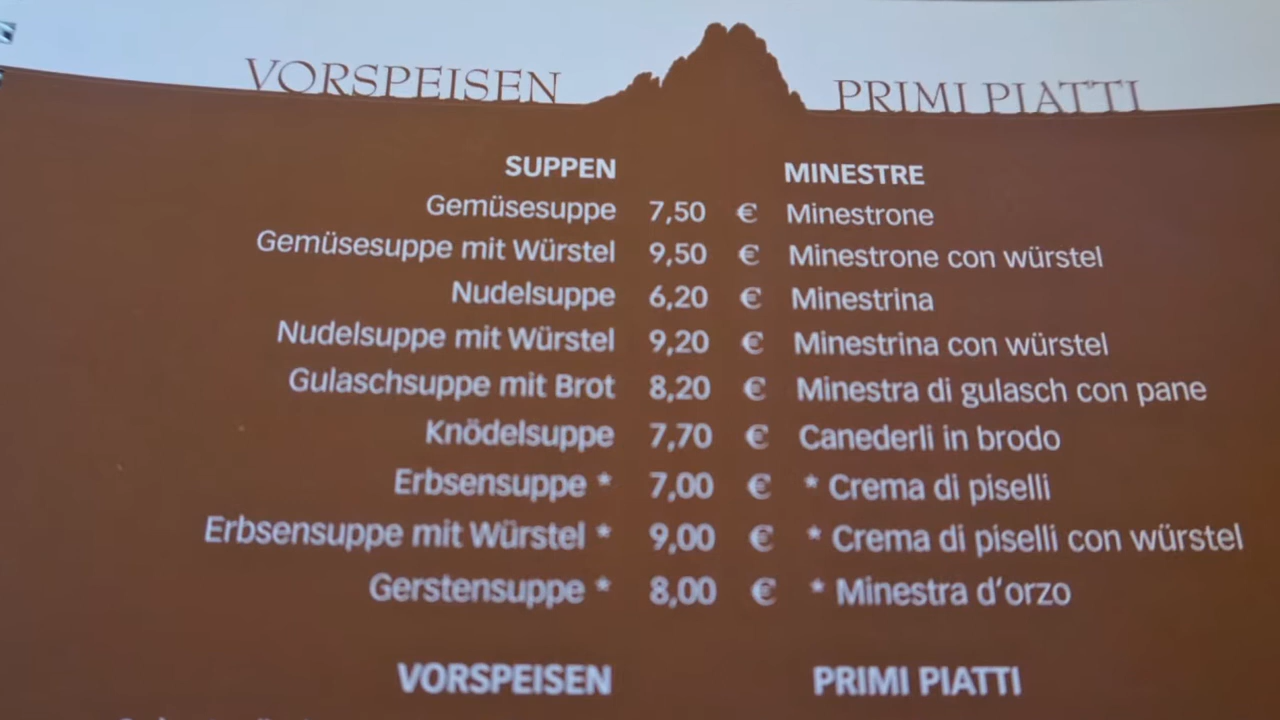 VORSPEISEN PRIMI PIATTI
SUPPEN MINESTRE
Gemüsesuppe 7,50 € Minestrone
Gemüsesuppe mit Würstel 9,50 € Minestrone con würstel
Nudelsuppe 6,20 € Minestrina
Nudelsuppe mit Würstel 9,20 € Minestrina con würstel
Gulaschsuppe mit Brot 8,20 € Minestra di gulasch con pane
Knödelsuppe 7,70 € Canederli in brodo
Erbsensuppe * 7,00 € * Crema di piselli
Erbsensuppe mit Würstel * 9,00 € * Crema di piselli con würstel
Gerstensuppe * 8,00 € * Minestra d'orzo
VORSPEISEN PRIMI PIATTI